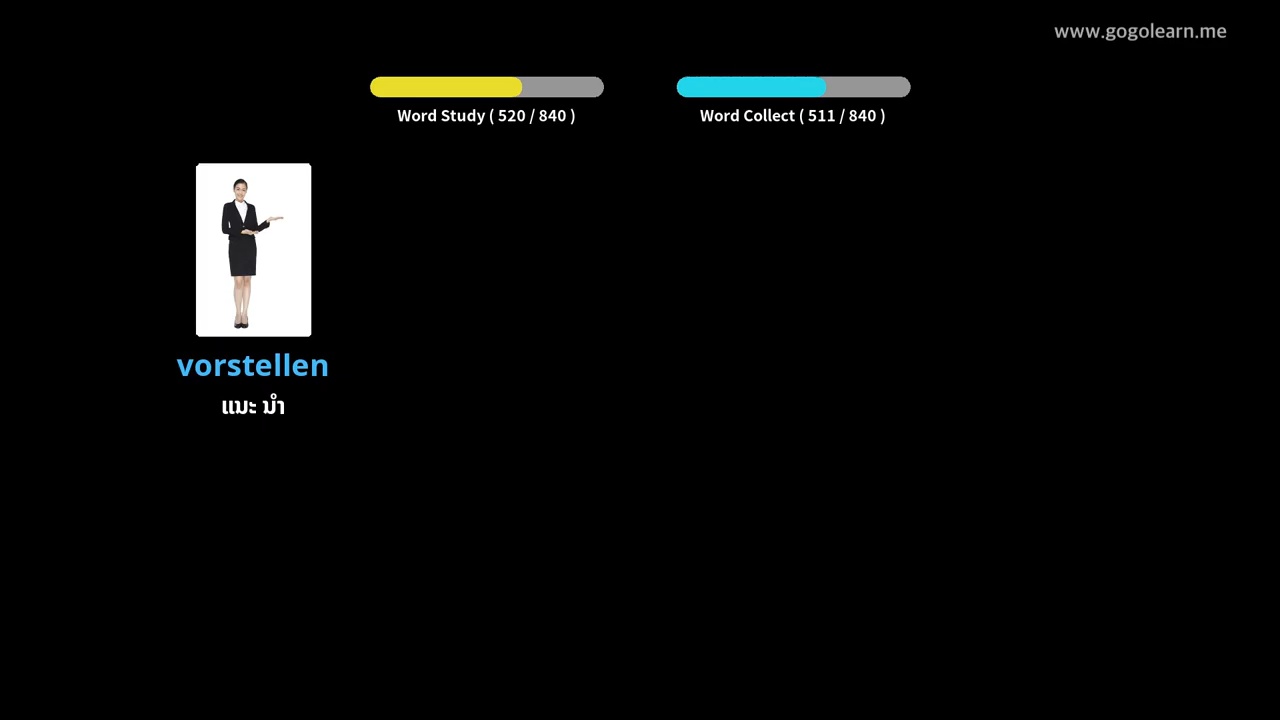 www.gogolearn.me
Word Study ( 520 / 840 )
Word Collect ( 511 / 840 )
vorstellen
ແນະ ນຳ